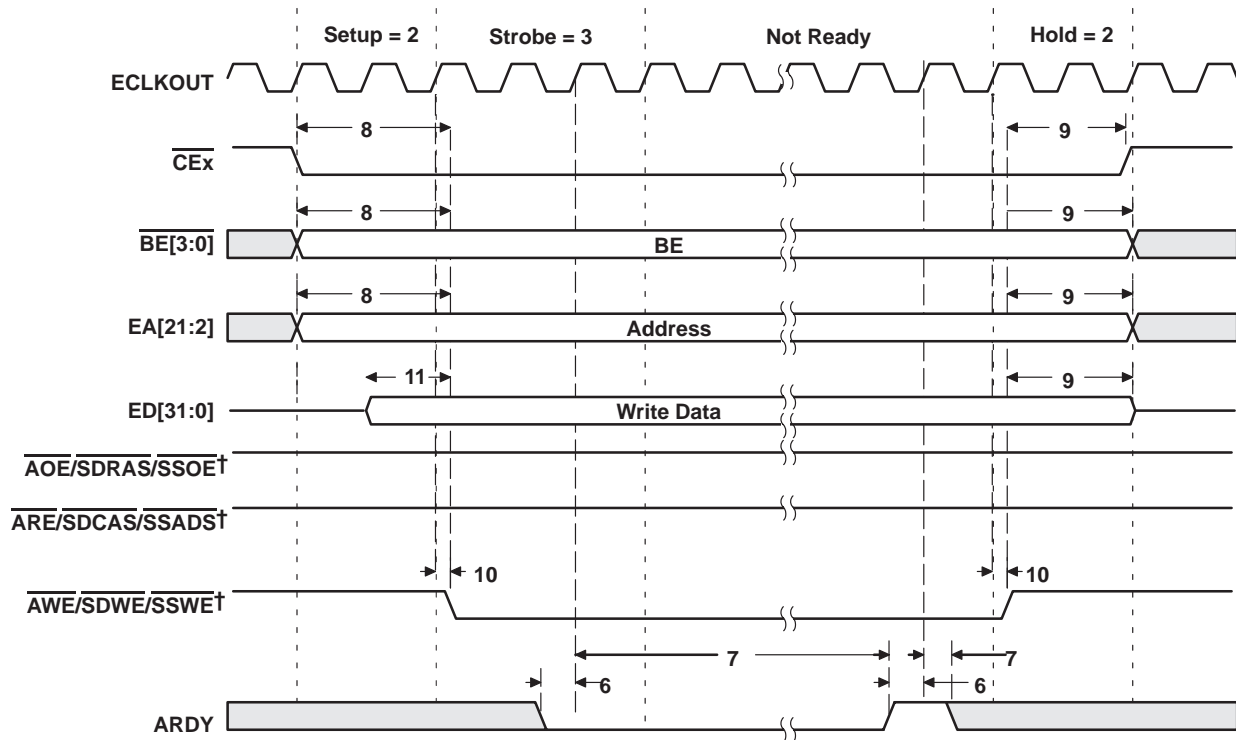 Setup = 2 Strobe = 3 Not Ready Hold = 2
ECLKOUT
8 9
CEx
8 9
BE[3:0] BE
8 9
EA[21:2] Address
11 9
ED[31:0] Write Data
AOE/SDRAS/SSOE†
ARE/SDCAS/SSADS†
10 10
AWE/SDWE/SSWE†
7 7
6 6
ARDY